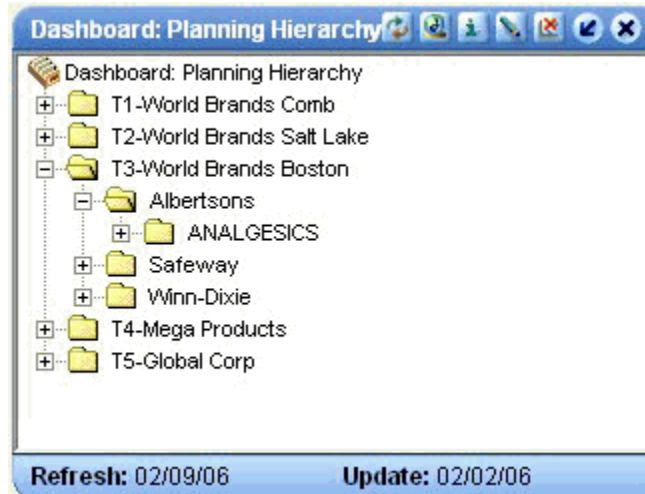 Dashboard: Planning Hierarchy
Dashboard: Planning Hierarchy
T1-World Brands Comb
T2-World Brands Salt Lake
T3-World Brands Boston
Albertsons
ANALGESICS
Safeway
Winn-Dixie
T4-Mega Products
T5-Global Corp
Refresh: 02/09/06 Update: 02/02/06